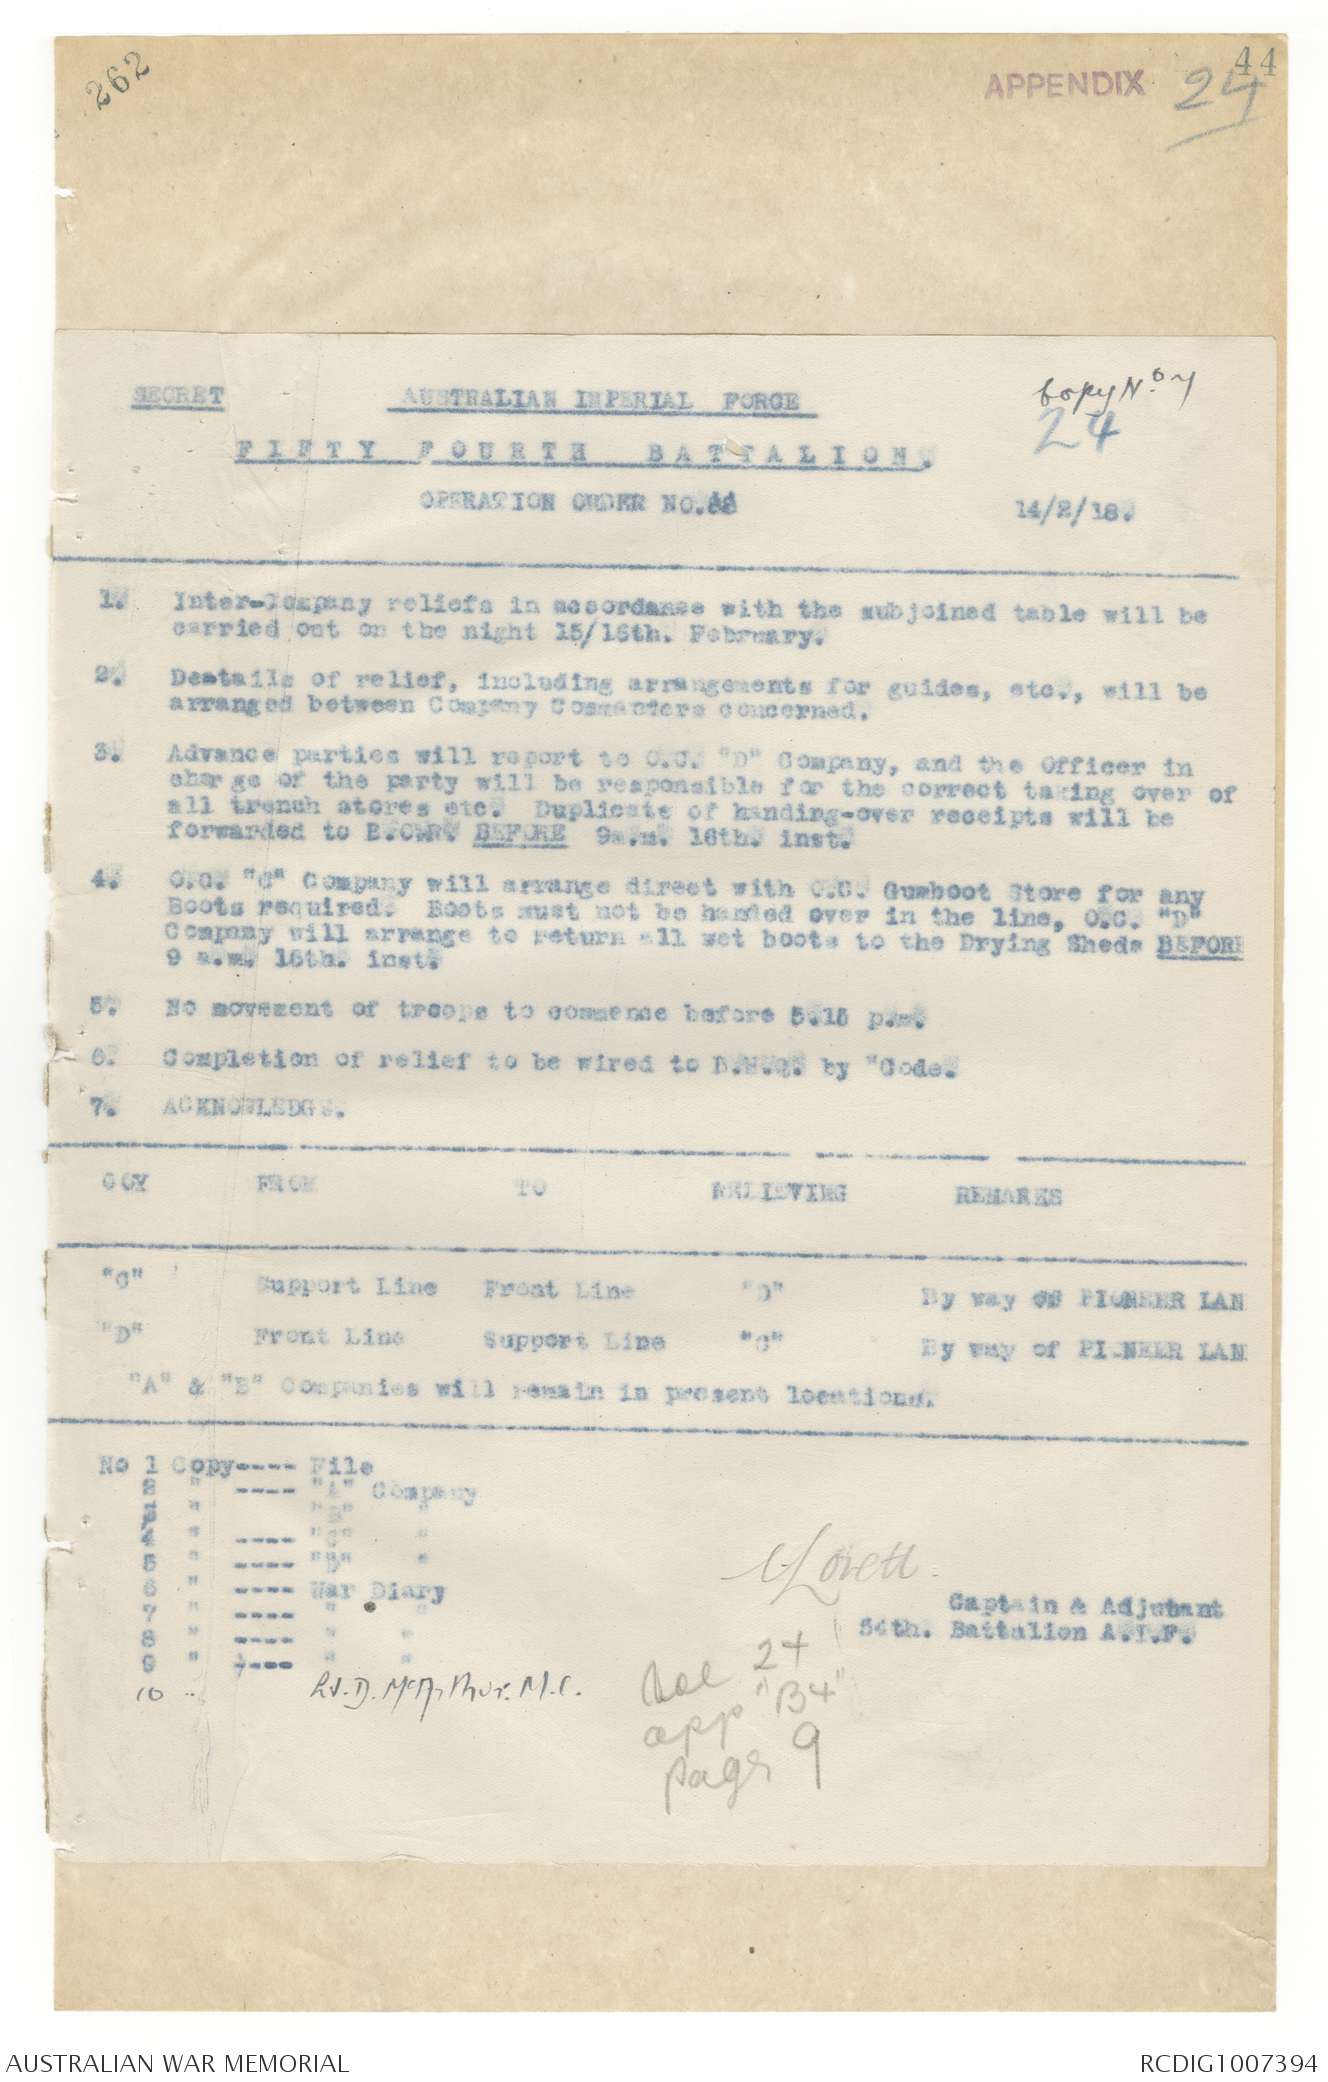 262
44
APPENDIX 24
SECRET AUSTRALIAN IMPERIAL FORCE
Copy No 7
24
FIFTY FOURTH BATTALION.
OPERATION ORDER NO.
14/2/18.
1. Inter-Company reliefs in accordance with the subjoined table will be
carried out on the night 15/16th. February.
2. Deatails of relief, including arrangements for guides, etc., will be
arranged between Company Commanders concerned.
3. Advance parties will report to O.C. "D" Company, and the Officer in
charge of the party will be responsible for the correct taking over of
all trench stores etc. Duplicate of handing-over receipts will be
forwarded to B.O.R. BEFORE 9a.m. 16th. inst.
4. O.C. "C" Company will arrange direct with O.C. Gumboot Store for any
Boots required. Boots must not be handed over in the line, O.C. "D"
Company will arrange to return all wet boots to the Drying Sheds BEFORE
9 a.m. 16th. inst.
5. No movement of troops to commence before 5.15 p.m.
6. Completion of relief to be wired to B.H.Q. by "Code.
7. ACKNOWLEDGE.
COY FROM TO RELIEVING REMARKS
"C" Support Line Front Line "D" By way of PIONEER LAN
"D" Front Line Support Line "C" By way of PIONEER LAN
"A" & "B" Companies will remain in present locations.
No 1 Copy---- File
2 " ---- "A" Company
3 " "B" "
4 " ---- "C" "
5 " ---- "D" "
6 " ---- War Diary
7 " ---- " "
8 " ---- " "
9 " ---- " "
10 " Lt. D. McArthur. M.C.
Lovett.
Captain & Adjutant
54th. Battalion A.I.F.
24
app "B4"
page 9
AUSTRALIAN WAR MEMORIAL
RCDIG1007394